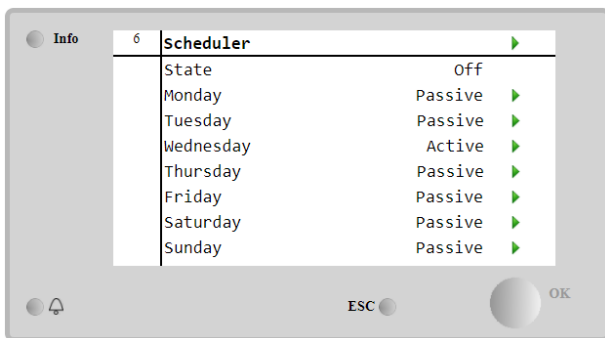 Info
6 Scheduler
State Off
Monday Passive
Tuesday Passive
Wednesday Active
Thursday Passive
Friday Passive
Saturday Passive
Sunday Passive
OK
ESC